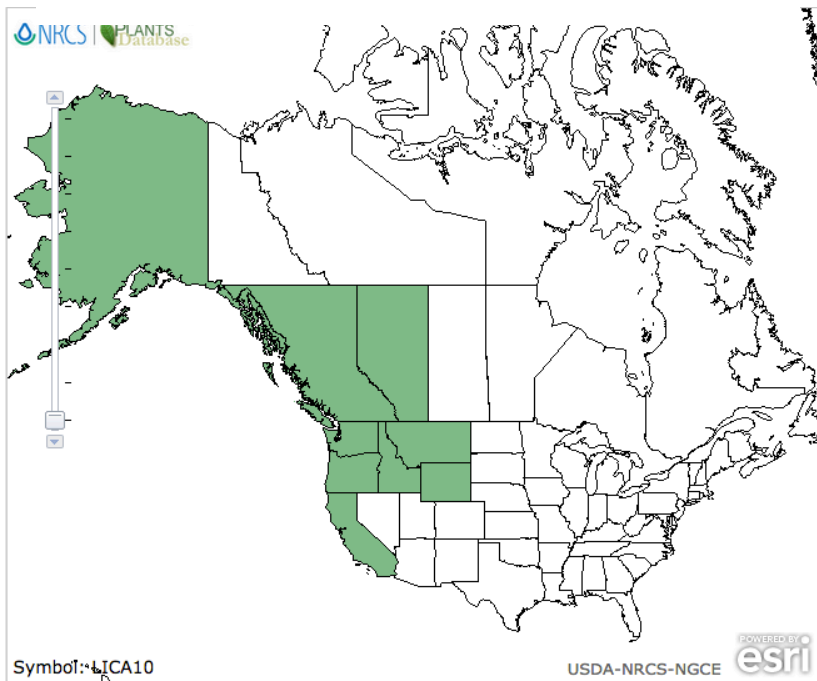 NRCS | PLANTS
Database
Symbol: LICA10
USDA-NRCS-NGCE
POWERED BY
esri